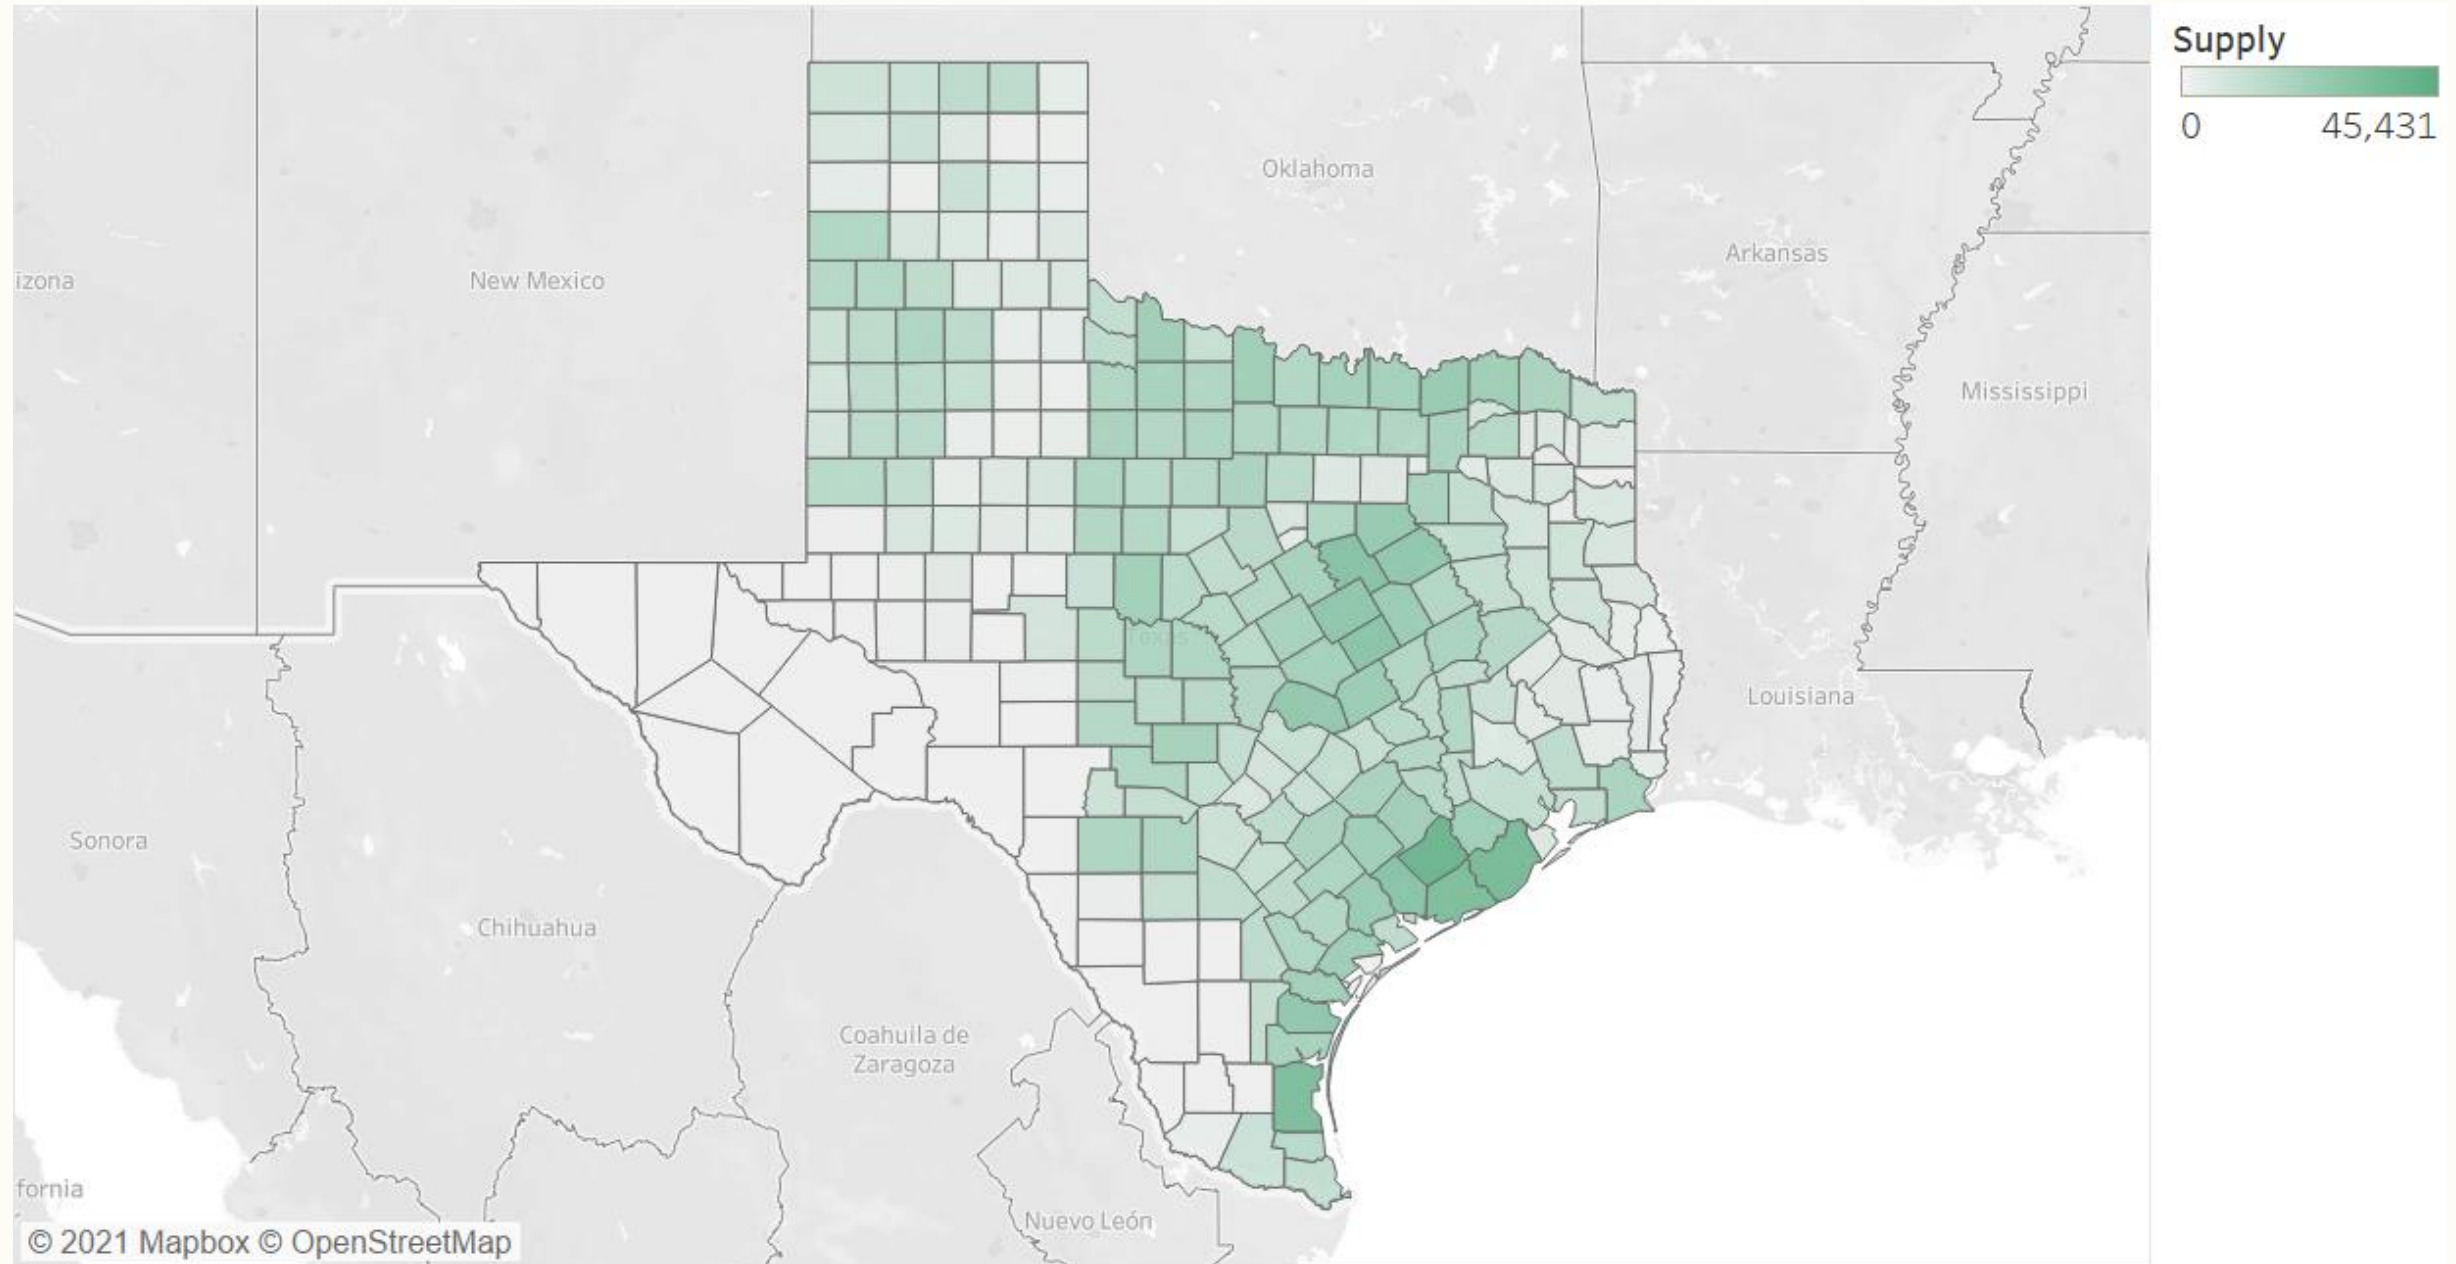 Supply
0 45,431
Oklahoma
Arkansas
izona
New Mexico
Mississippi
Texas
Louisiana
Sonora
Chihuahua
Coahuila de
Zaragoza
fornia
Nuevo León
© 2021 Mapbox © OpenStreetMap